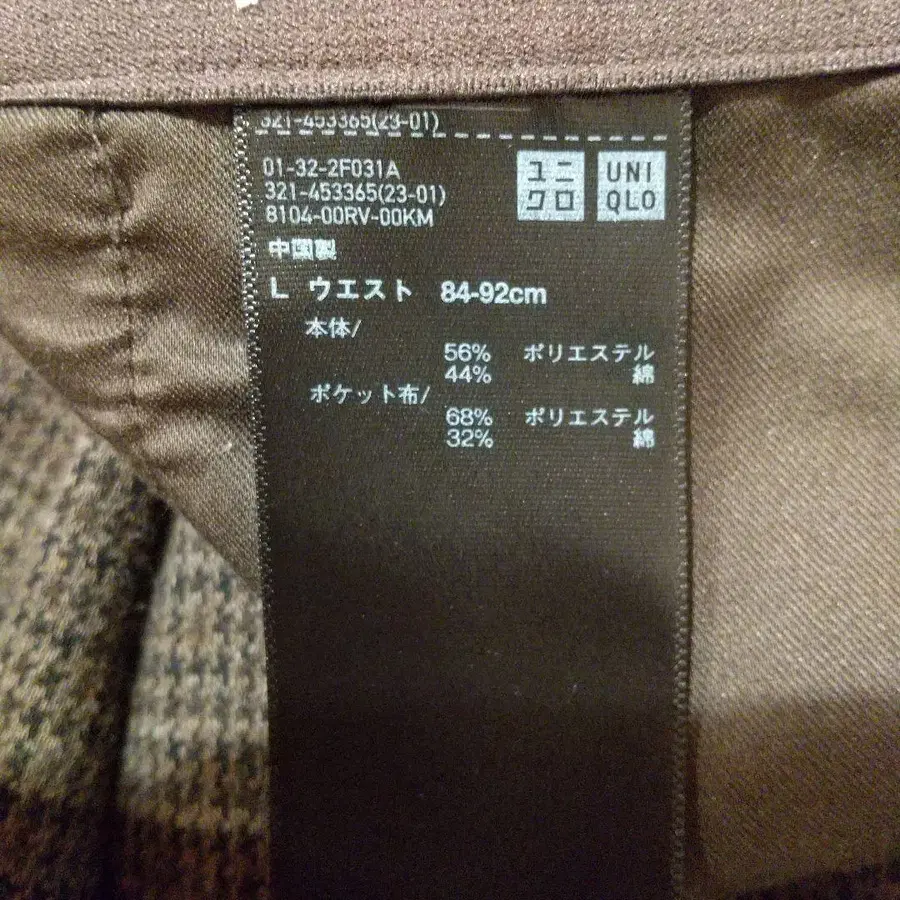 321-453365(23-01)
01-32-2F031A
321-453365(23-01)
8104-00RV-00KM
ユニ
クロ
UNI
QLO
中国製
L ウエスト 84-92cm
本体/
56% ポリエステル
44% 綿
ポケット布/
68% ポリエステル
32% 綿